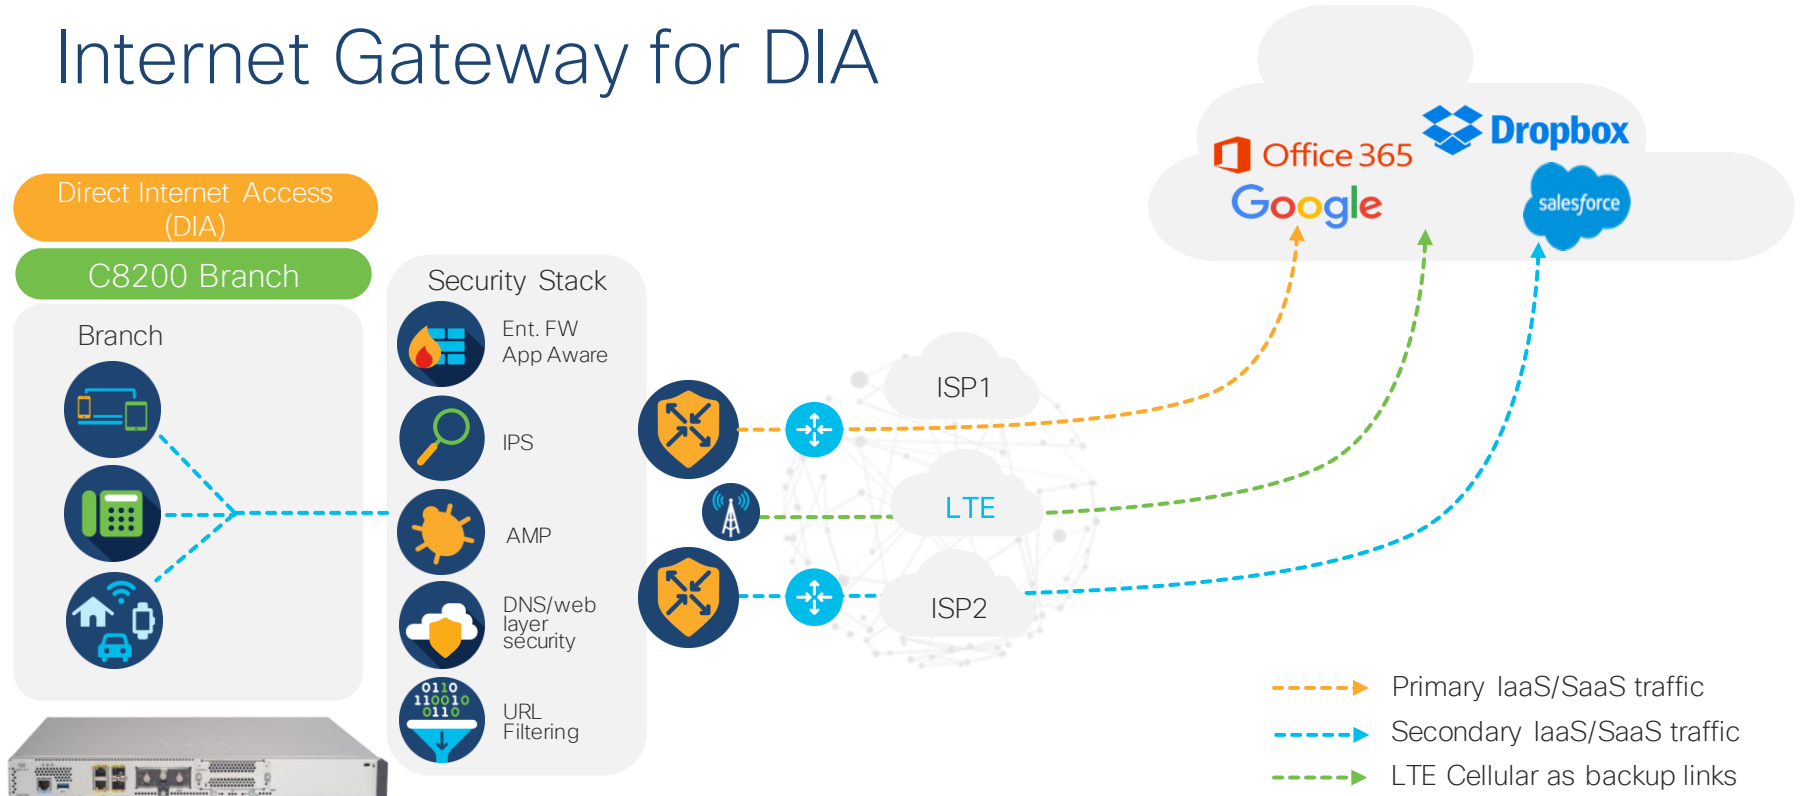 Internet Gateway for DIA
Direct Internet Access
(DIA)
C8200 Branch
Branch
Security Stack
Ent. FW
App Aware
IPS
AMP
DNS/web
layer
security
0110
110010
0110
URL
Filtering
ISP1
LTE
ISP2
Office 365
Dropbox
Google
salesforce
Primary IaaS/SaaS traffic
Secondary IaaS/SaaS traffic
LTE Cellular as backup links